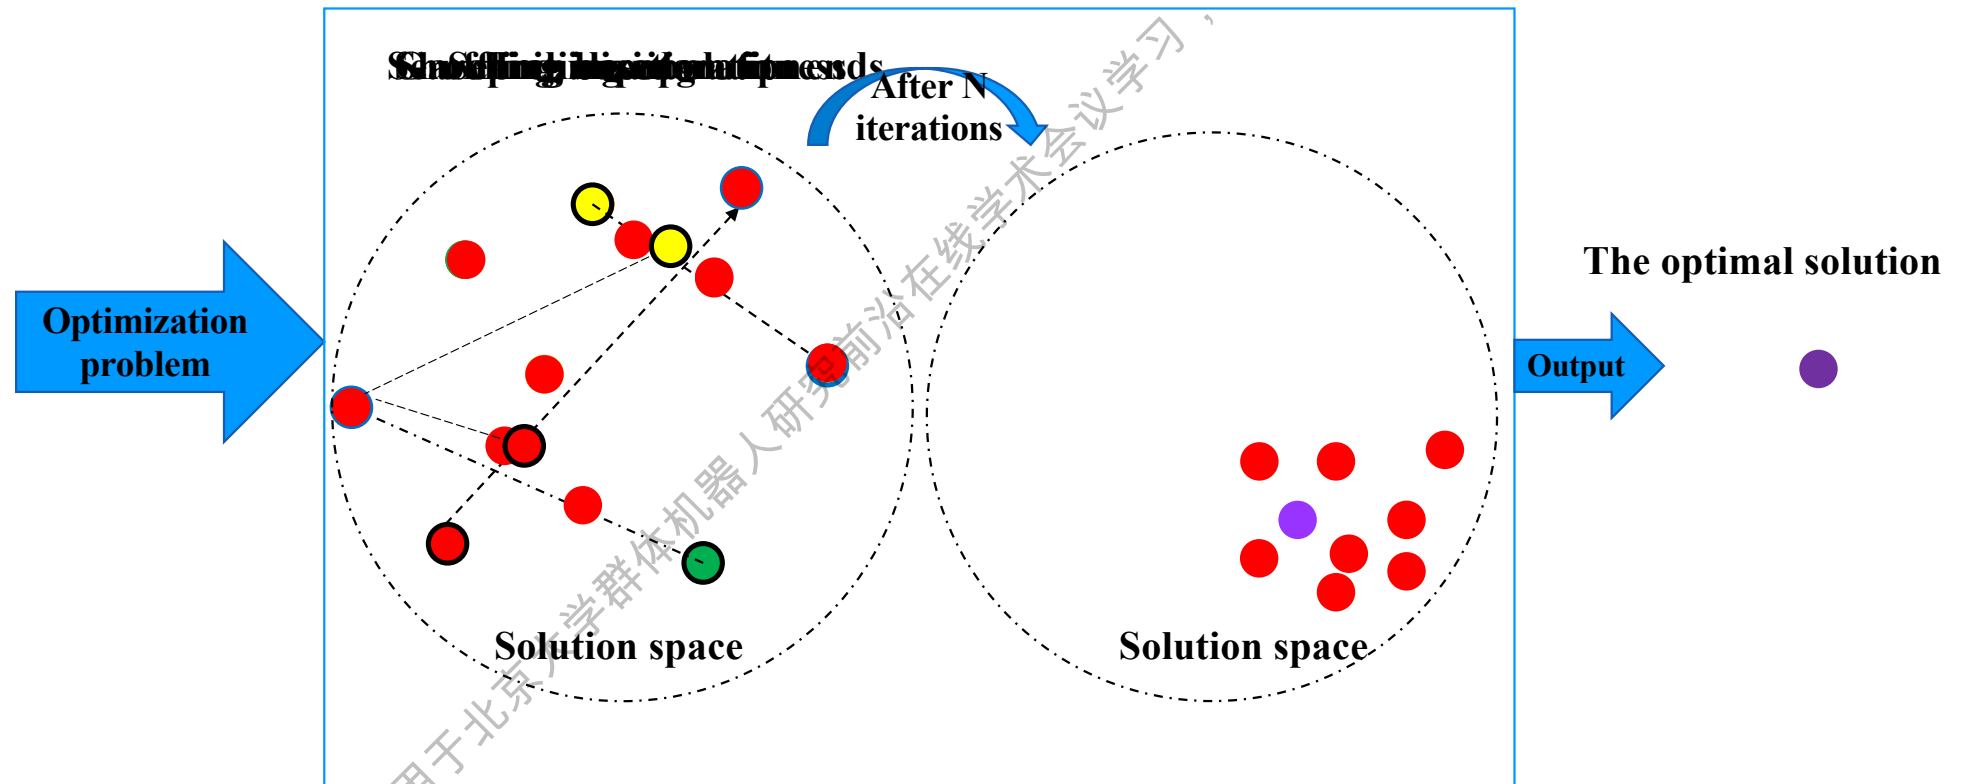 After N
iterations
Optimization
problem
The optimal solution
Output
Solution space
Solution space
用于北京大学群体机器人研究前沿在线学术会议学习，